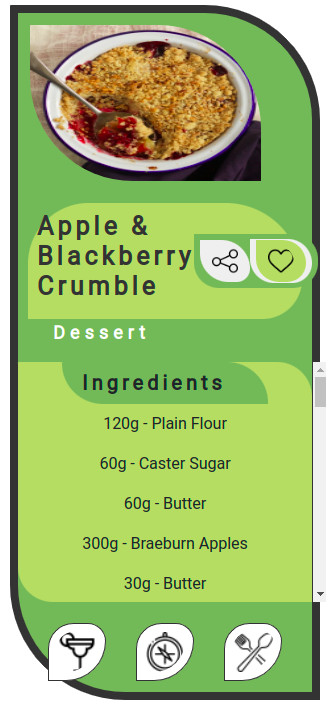 Apple &
Blackberry
Crumble
Dessert
Ingredients
120g - Plain Flour
60g - Caster Sugar
60g - Butter
300g - Braeburn Apples
30g - Butter